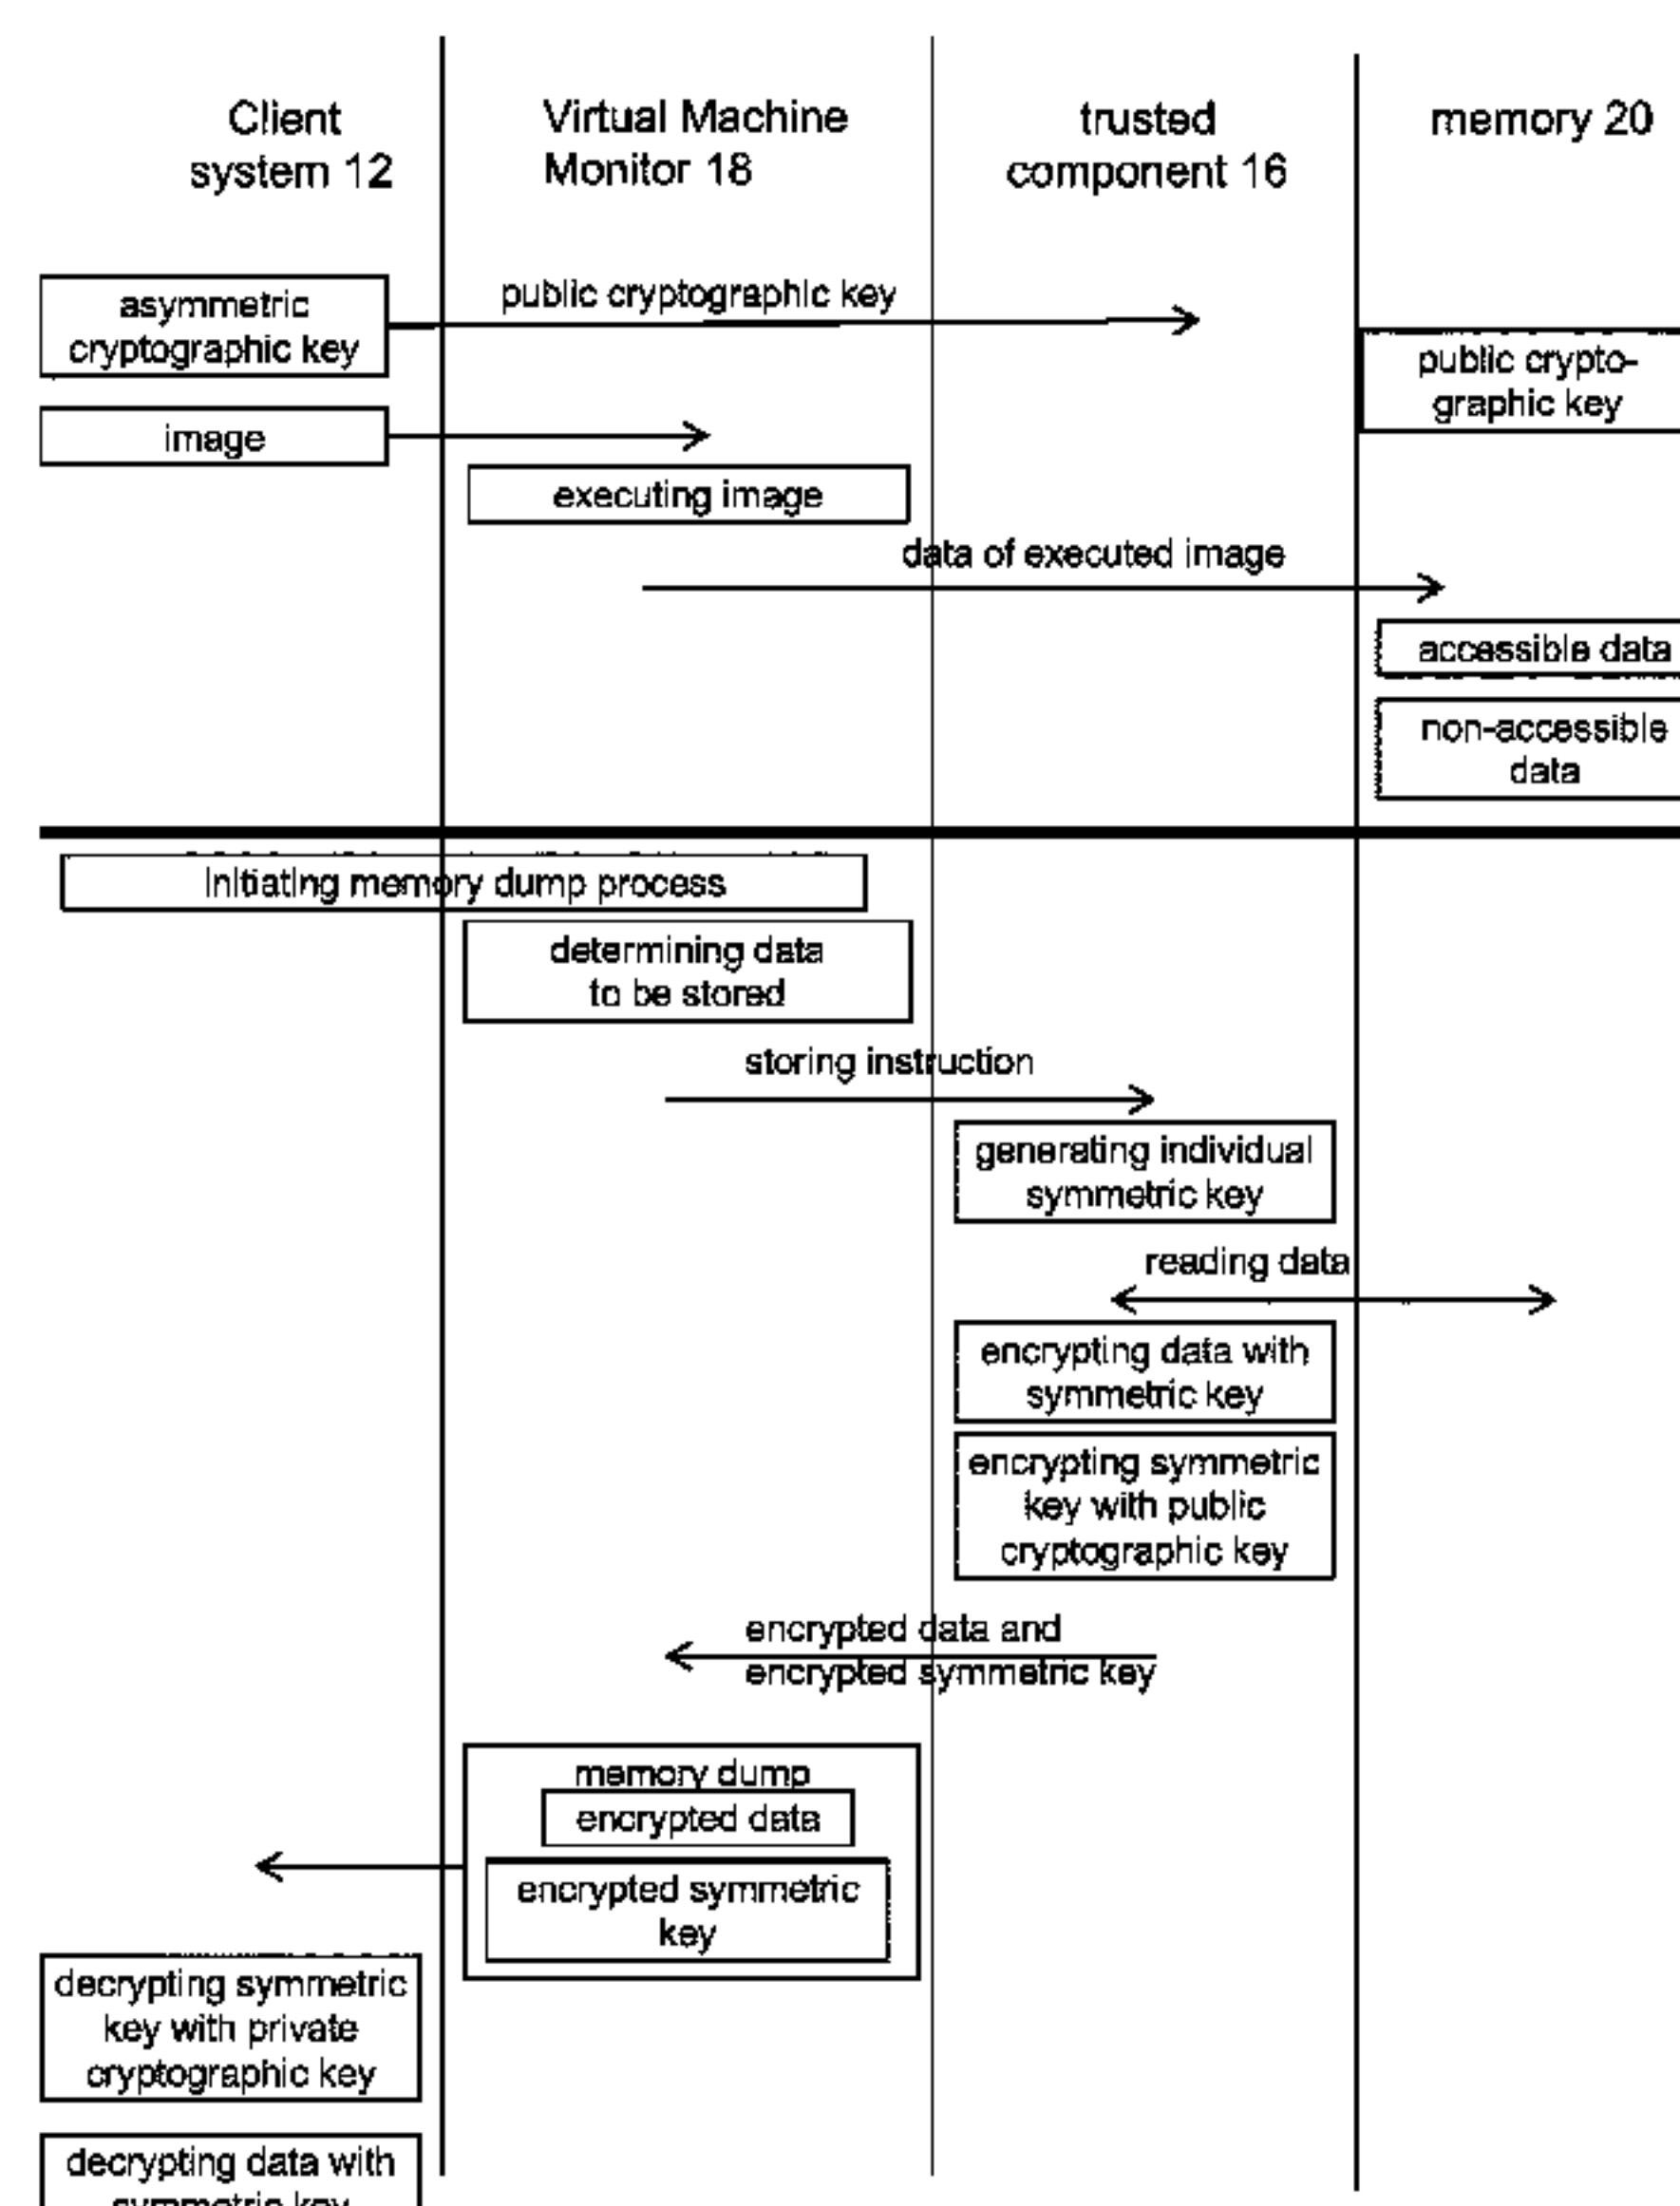 Client
system 12
Virtual Machine
Monitor 18
trusted
component 16
memory 20
asymmetric
cryptographic key
public cryptographic key
public crypto-
graphic key
image
executing image
data of executed image
accessible data
non-accessible
data
initiating memory dump process
determining data
to be stored
storing instruction
generating individual
symmetric key
reading data
encrypting data with
symmetric key
encrypting symmetric
key with public
cryptographic key
encrypted data and
encrypted symmetric key
memory dump
encrypted data
encrypted symmetric
key
decrypting symmetric
key with private
cryptographic key
decrypting data with
symmetric key